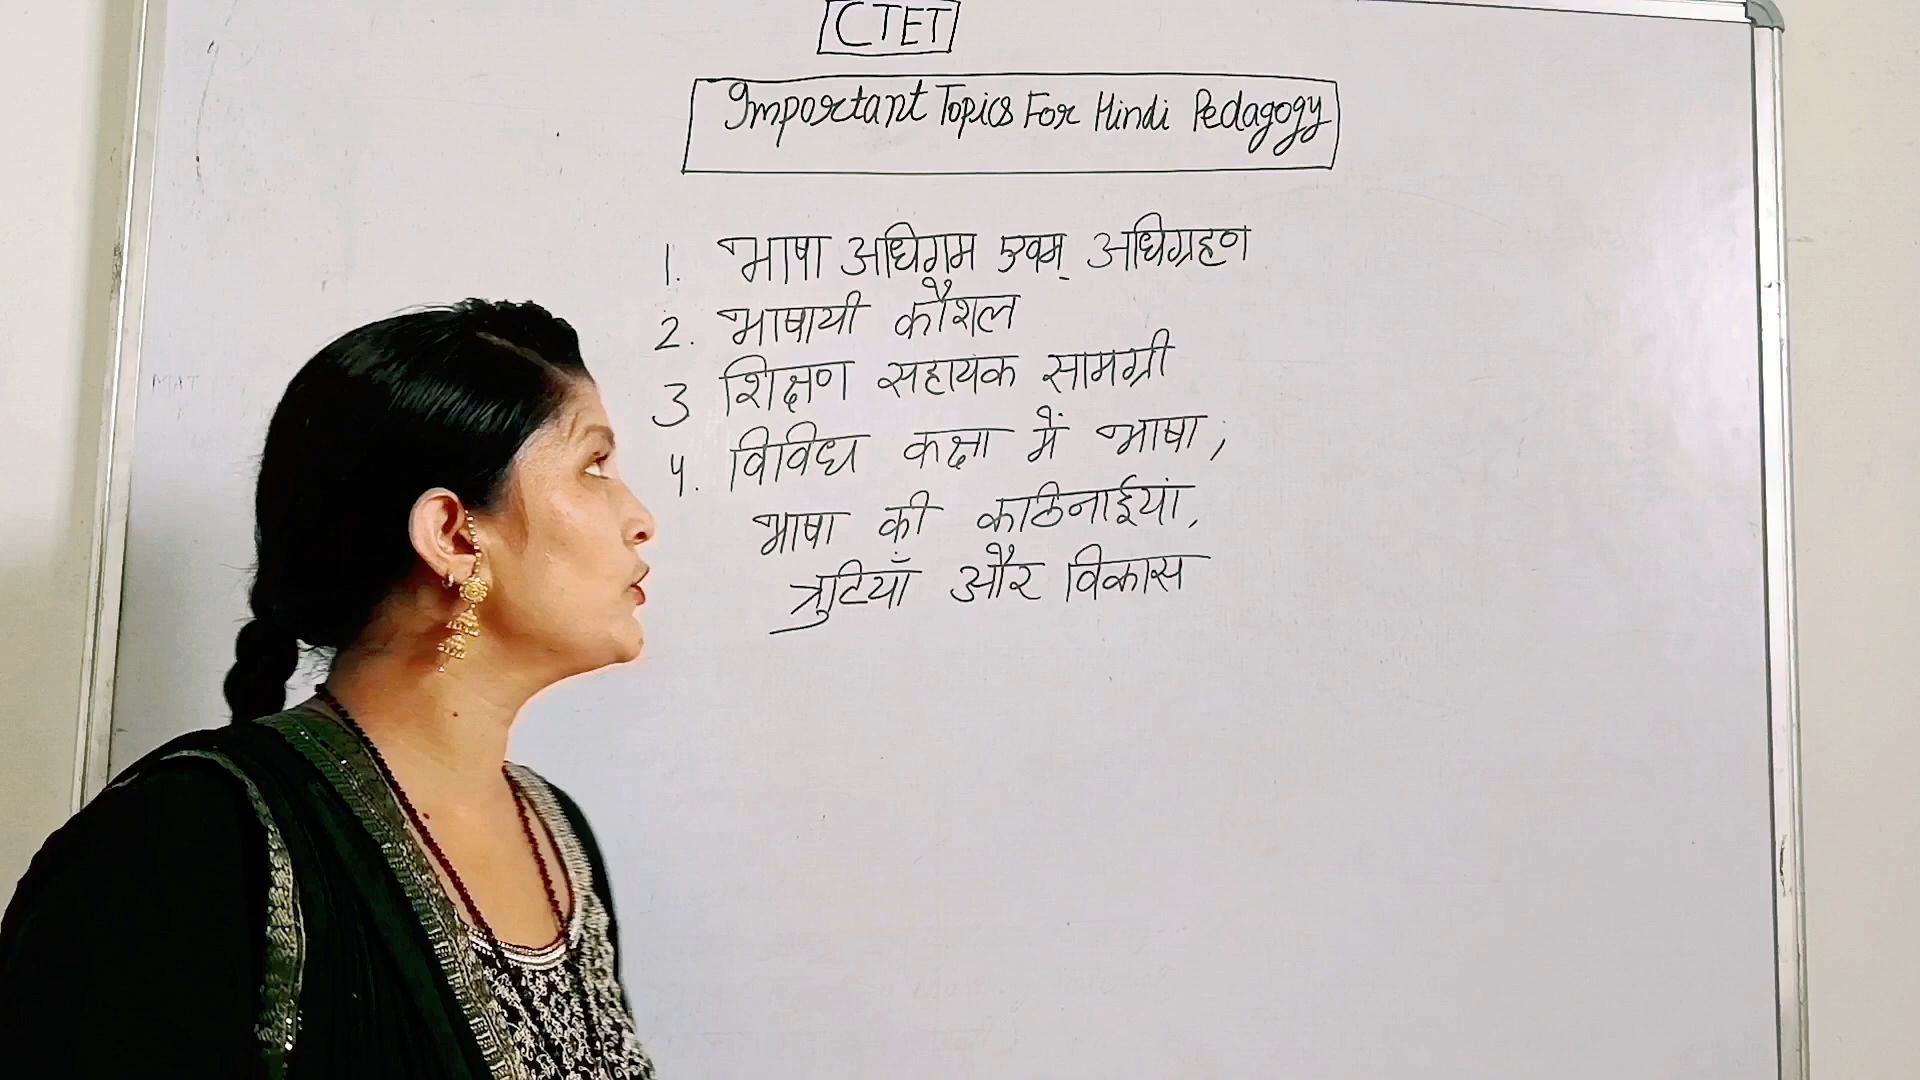 CTET
Important Topics For Hindi Pedagogy
1. भाषा अधिगम एवम् अधिग्रहण
2. भाषायी कौशल
3 शिक्षण सहायक सामग्री
4. विविध कक्षा में भाषा,
भाषा की कठिनाईयां,
त्रुटियाँ और विकास